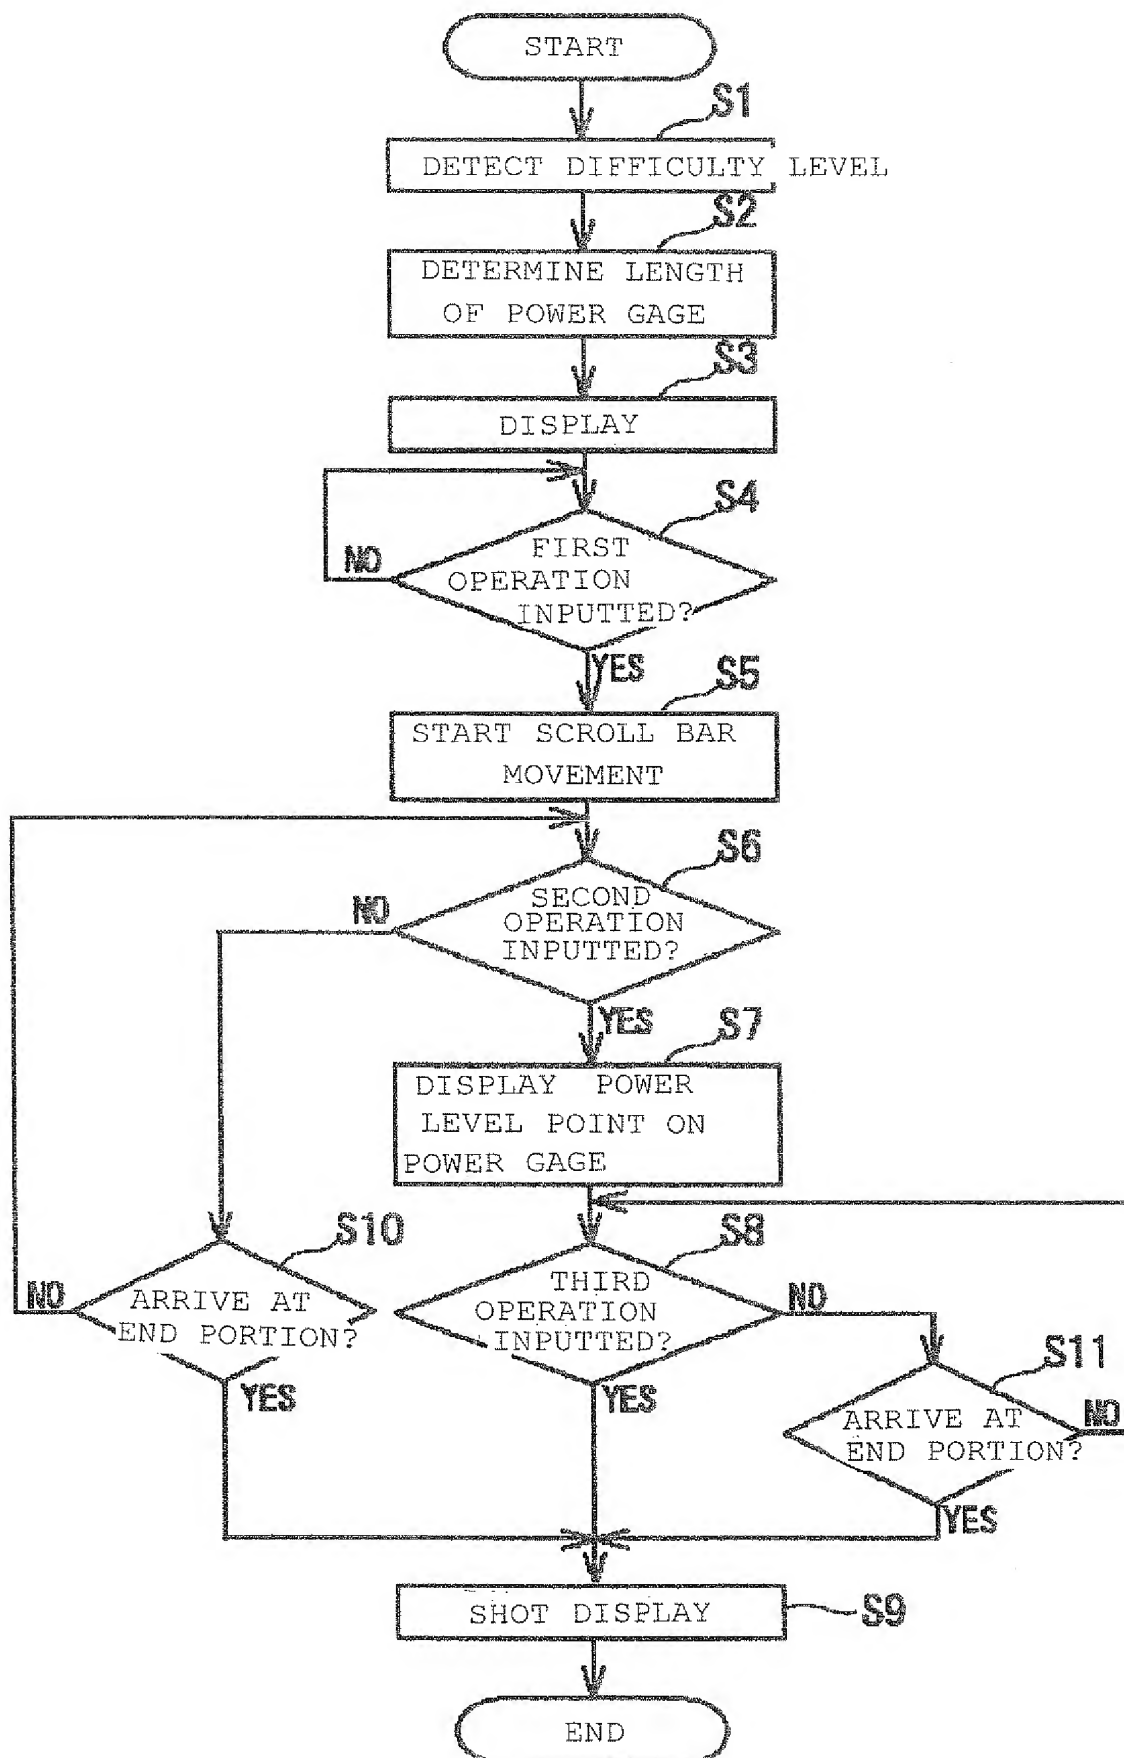 START
S1
DETECT DIFFICULTY LEVEL
S2
DETERMINE LENGTH
OF POWER GAGE
S3
DISPLAY
S4
NO
FIRST
OPERATION
INPUTTED?
YES
S5
START SCROLL BAR
MOVEMENT
S6
NO
SECOND
OPERATION
INPUTTED?
YES
S7
DISPLAY POWER
LEVEL POINT ON
POWER GAGE
S10
NO
ARRIVE AT
END PORTION?
YES
S8
THIRD
OPERATION
INPUTTED?
NO
YES
S11
ARRIVE AT
END PORTION?
NO
YES
SHOT DISPLAY
S9
END